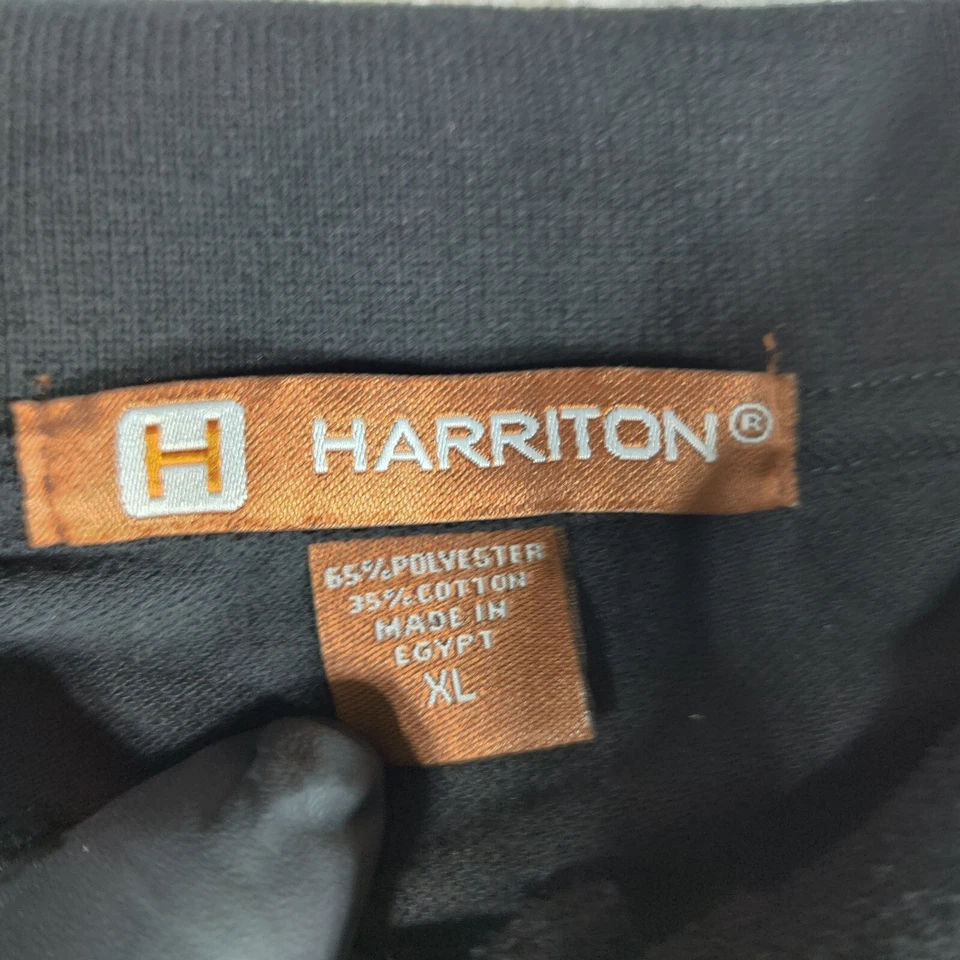 H HARRITON®
65% POLYESTER
35% COTTON
MADE IN
EGYPT
XL